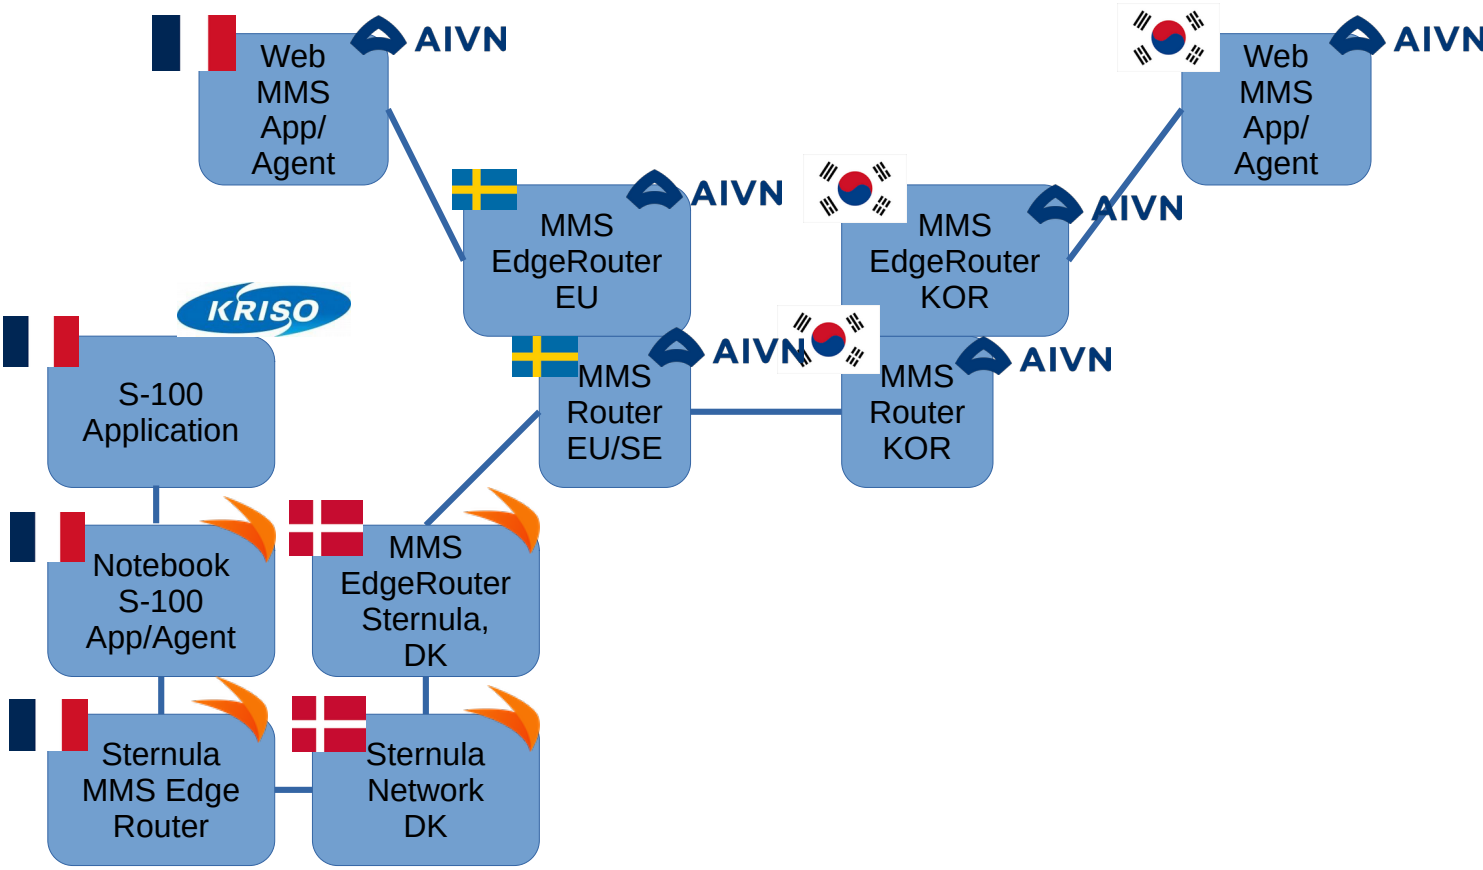 Web
MMS
App/
Agent
AIVN
Web
MMS
App/
Agent
AIVN
MMS
EdgeRouter
EU
AIVN
MMS
EdgeRouter
KOR
AIVN
KRISO
S-100
Application
MMS
Router
EU/SE
AIVN
MMS
Router
KOR
AIVN
Notebook
S-100
App/Agent
MMS
EdgeRouter
Sternula,
DK
Sternula
MMS Edge
Router
Sternula
Network
DK